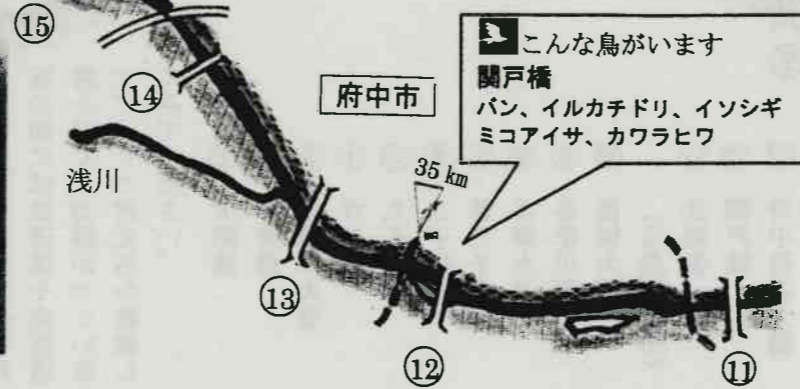 ⑮
こんな鳥がいます
関戸橋
バン、イルカチドリ、イソシギ
ミコアイサ、カワラヒワ
⑭
府中市
浅川
35 km
⑬
⑫
⑪